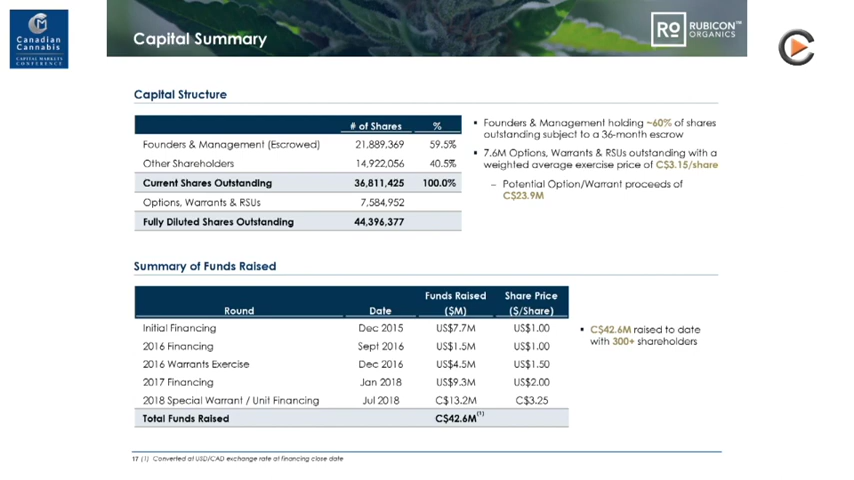 Canadian
Cannabis
CAPITAL MARKETS
CONFERENCE
Capital Summary
RUBICON™
ORGANICS
Capital Structure
# of Shares %
Founders & Management (Escrowed) 21,889,369 59.5%
Other Shareholders 14,922,056 40.5%
Current Shares Outstanding 36,811,425 100.0%
Options, Warrants & RSUs 7,584,952
Fully Diluted Shares Outstanding 44,396,377
▪ Founders & Management holding ~60% of shares
outstanding subject to a 36-month escrow
▪ 7.6M Options, Warrants & RSUs outstanding with a
weighted average exercise price of C$3.15/share
– Potential Option/Warrant proceeds of
C$23.9M
Summary of Funds Raised
Funds Raised Share Price
Round Date ($M) ($/Share)
Initial Financing Dec 2015 US$7.7M US$1.00
2016 Financing Sept 2016 US$1.5M US$1.00
2016 Warrants Exercise Dec 2016 US$4.5M US$1.50
2017 Financing Jan 2018 US$9.3M US$2.00
2018 Special Warrant / Unit Financing Jul 2018 C$13.2M C$3.25
Total Funds Raised C$42.6M(1)
▪ C$42.6M raised to date
with 300+ shareholders
17 (1) Converted at USD/CAD exchange rate at financing close date